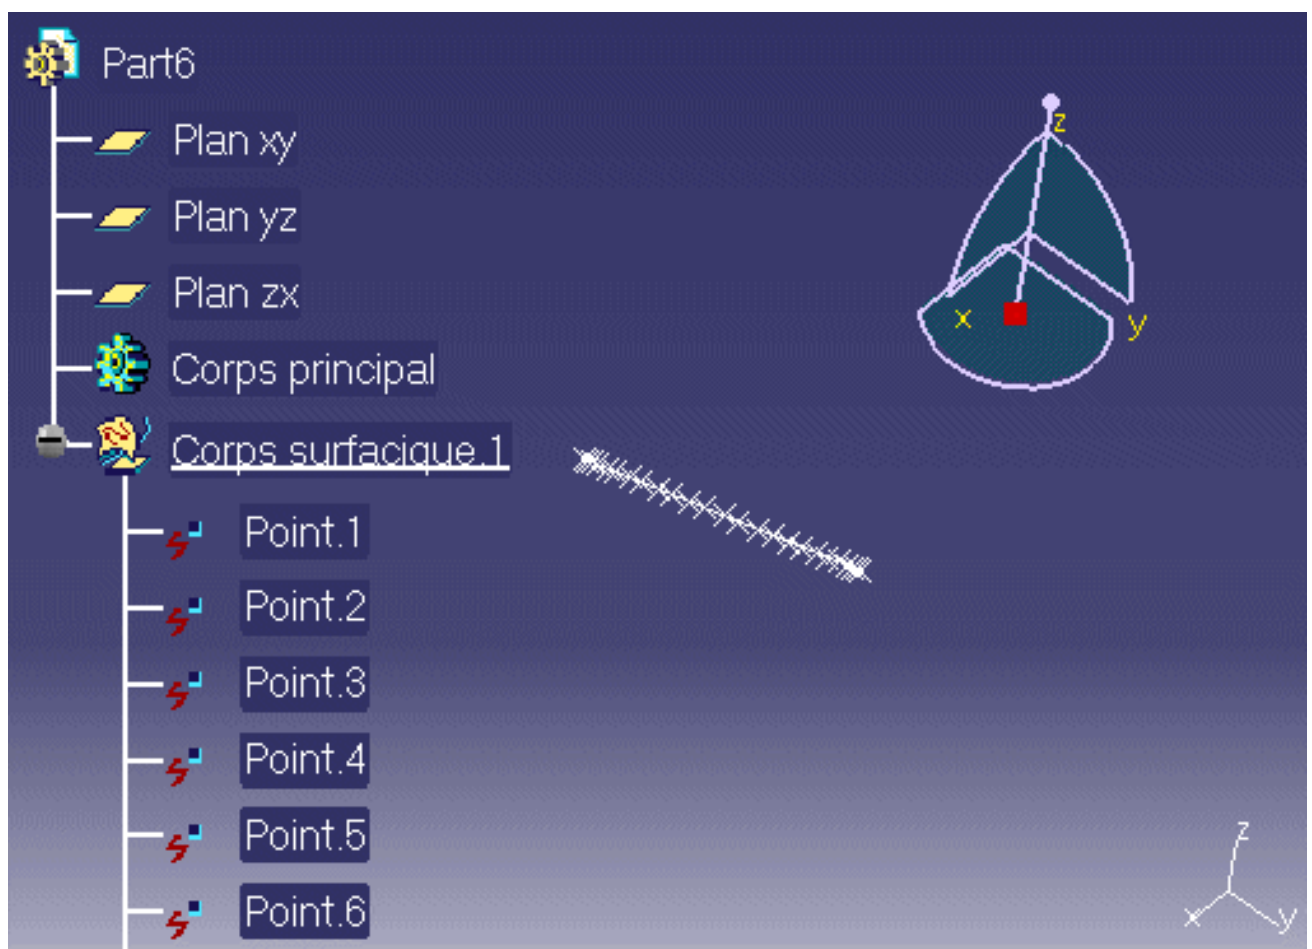 Part6
Plan xy
Plan yz
Plan zx
Corps principal
Corps surfacique.1
Point.1
Point.2
Point.3
Point.4
Point.5
Point.6
z
x
y
z
x
y